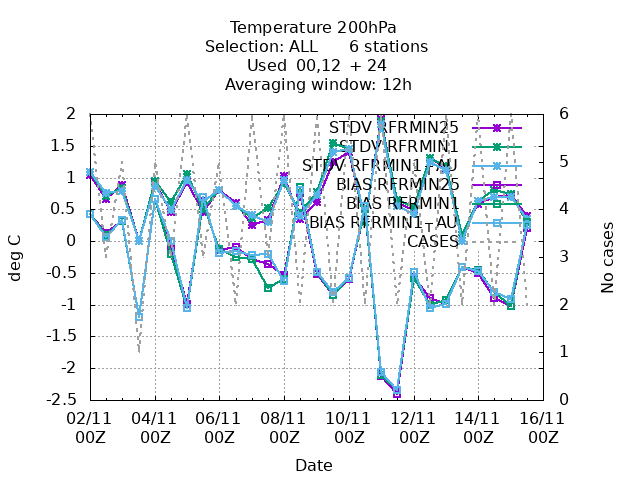 Temperature 200hPa
Selection: ALL 6 stations
Used 00,12 + 24
Averaging window: 12h
2
1.5
1
0.5
0
-0.5
-1
-1.5
-2
-2.5
deg C
6
5
4
3
2
1
0
No cases
STDV RFRMIN25
STDV RFRMIN1
STDV RFRMIN1_AU
BIAS RFRMIN25
BIAS RFRMIN1
BIAS RFRMIN1_AU
CASES
02/11 04/11 06/11 08/11 10/11 12/11 14/11 16/11
00Z 00Z 00Z 00Z 00Z 00Z 00Z 00Z
Date